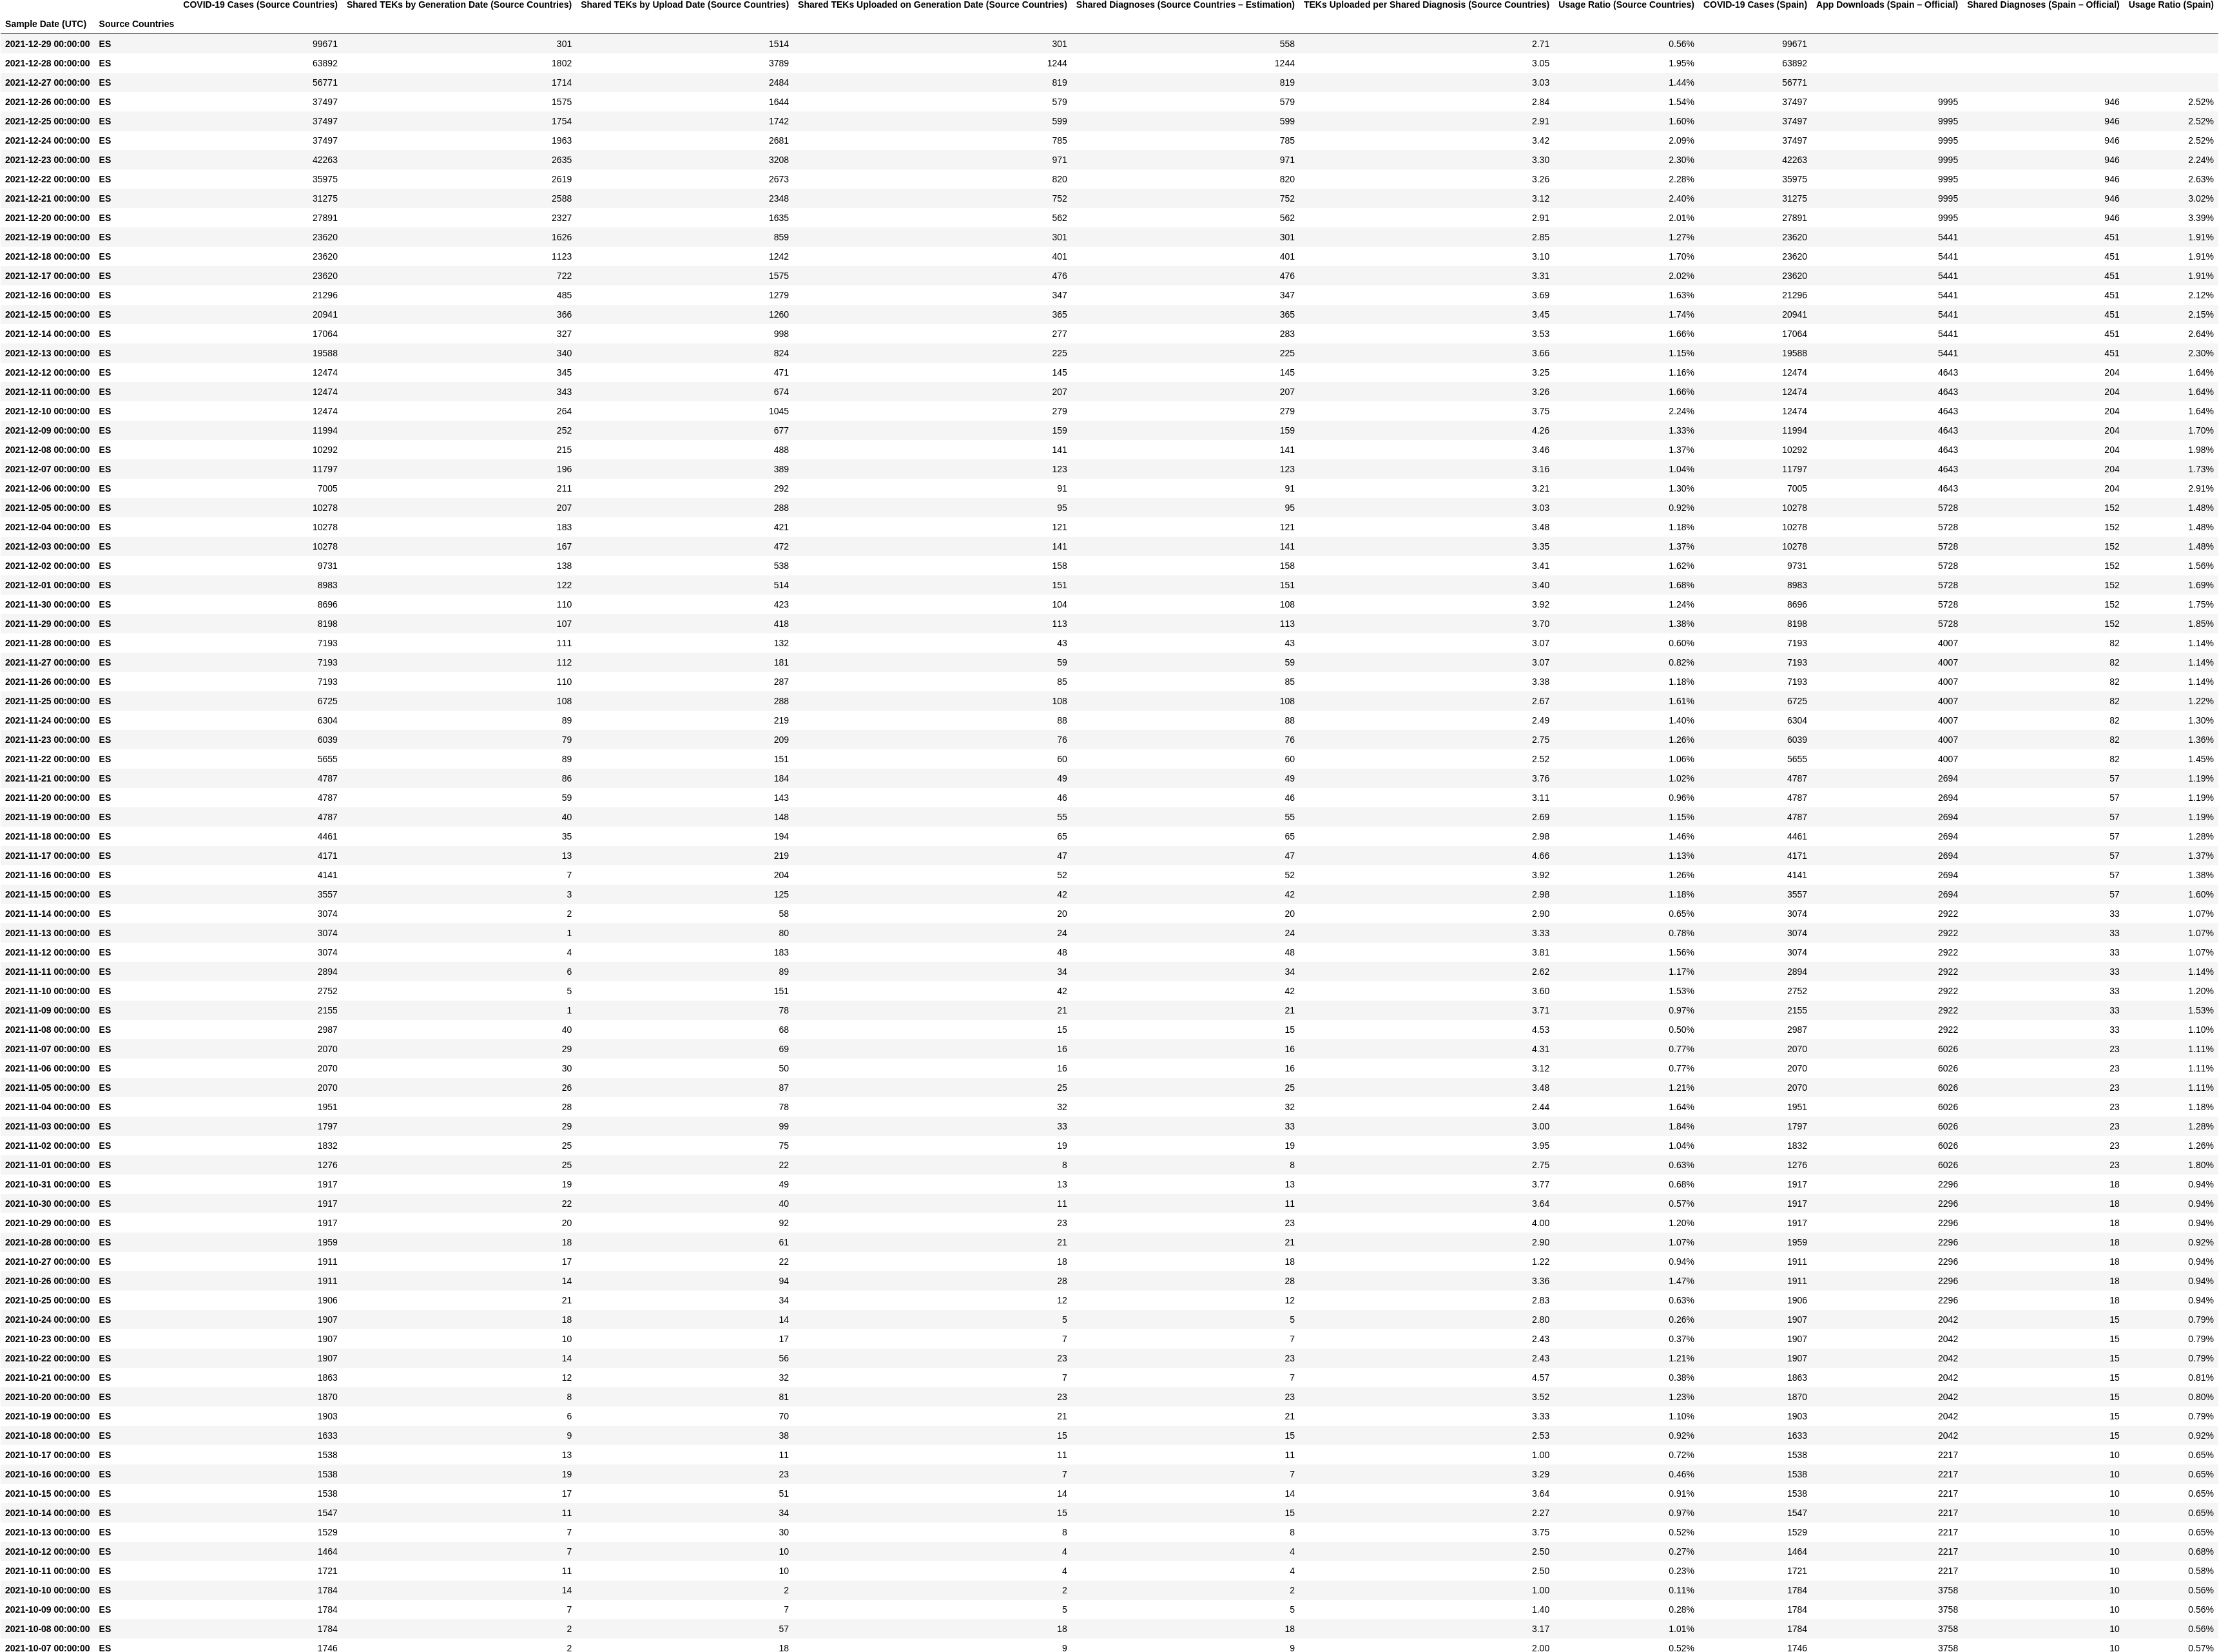 COVID-19 Cases (Source Countries) Shared TEKs by Generation Date (Source Countries) Shared TEKs by Upload Date (Source Countries) Shared TEKs Uploaded on Generation Date (Source Countries) Shared Diagnoses (Source Countries – Estimation) TEKs Uploaded per Shared Diagnosis (Source Countries) Usage Ratio (Source Countries) COVID-19 Cases (Spain) App Downloads (Spain – Official) Shared Diagnoses (Spain – Official) Usage Ratio (Spain)
Sample Date (UTC) Source Countries
2021-12-29 00:00:00 ES 99671 301 1514 301 558 2.71 0.56% 99671
2021-12-28 00:00:00 ES 63892 1802 3789 1244 1244 3.05 1.95% 63892
2021-12-27 00:00:00 ES 56771 1714 2484 819 819 3.03 1.44% 56771
2021-12-26 00:00:00 ES 37497 1575 1644 579 579 2.84 1.54% 37497 9995 946 2.52%
2021-12-25 00:00:00 ES 37497 1754 1742 599 599 2.91 1.60% 37497 9995 946 2.52%
2021-12-24 00:00:00 ES 37497 1963 2681 785 785 3.42 2.09% 37497 9995 946 2.52%
2021-12-23 00:00:00 ES 42263 2635 3208 971 971 3.30 2.30% 42263 9995 946 2.24%
2021-12-22 00:00:00 ES 35975 2619 2673 820 820 3.26 2.28% 35975 9995 946 2.63%
2021-12-21 00:00:00 ES 31275 2588 2348 752 752 3.12 2.40% 31275 9995 946 3.02%
2021-12-20 00:00:00 ES 27891 2327 1635 562 562 2.91 2.01% 27891 9995 946 3.39%
2021-12-19 00:00:00 ES 23620 1626 859 301 301 2.85 1.27% 23620 5441 451 1.91%
2021-12-18 00:00:00 ES 23620 1123 1242 401 401 3.10 1.70% 23620 5441 451 1.91%
2021-12-17 00:00:00 ES 23620 722 1575 476 476 3.31 2.02% 23620 5441 451 1.91%
2021-12-16 00:00:00 ES 21296 485 1279 347 347 3.69 1.63% 21296 5441 451 2.12%
2021-12-15 00:00:00 ES 20941 366 1260 365 365 3.45 1.74% 20941 5441 451 2.15%
2021-12-14 00:00:00 ES 17064 327 998 277 283 3.53 1.66% 17064 5441 451 2.64%
2021-12-13 00:00:00 ES 19588 340 824 225 225 3.66 1.15% 19588 5441 451 2.30%
2021-12-12 00:00:00 ES 12474 345 471 145 145 3.25 1.16% 12474 4643 204 1.64%
2021-12-11 00:00:00 ES 12474 343 674 207 207 3.26 1.66% 12474 4643 204 1.64%
2021-12-10 00:00:00 ES 12474 264 1045 279 279 3.75 2.24% 12474 4643 204 1.64%
2021-12-09 00:00:00 ES 11994 252 677 159 159 4.26 1.33% 11994 4643 204 1.70%
2021-12-08 00:00:00 ES 10292 215 488 141 141 3.46 1.37% 10292 4643 204 1.98%
2021-12-07 00:00:00 ES 11797 196 389 123 123 3.16 1.04% 11797 4643 204 1.73%
2021-12-06 00:00:00 ES 7005 211 292 91 91 3.21 1.30% 7005 4643 204 2.91%
2021-12-05 00:00:00 ES 10278 207 288 95 95 3.03 0.92% 10278 5728 152 1.48%
2021-12-04 00:00:00 ES 10278 183 421 121 121 3.48 1.18% 10278 5728 152 1.48%
2021-12-03 00:00:00 ES 10278 167 472 141 141 3.35 1.37% 10278 5728 152 1.48%
2021-12-02 00:00:00 ES 9731 138 538 158 158 3.41 1.62% 9731 5728 152 1.56%
2021-12-01 00:00:00 ES 8983 122 514 151 151 3.40 1.68% 8983 5728 152 1.69%
2021-11-30 00:00:00 ES 8696 110 423 104 108 3.92 1.24% 8696 5728 152 1.75%
2021-11-29 00:00:00 ES 8198 107 418 113 113 3.70 1.38% 8198 5728 152 1.85%
2021-11-28 00:00:00 ES 7193 111 132 43 43 3.07 0.60% 7193 4007 82 1.14%
2021-11-27 00:00:00 ES 7193 112 181 59 59 3.07 0.82% 7193 4007 82 1.14%
2021-11-26 00:00:00 ES 7193 110 287 85 85 3.38 1.18% 7193 4007 82 1.14%
2021-11-25 00:00:00 ES 6725 108 288 108 108 2.67 1.61% 6725 4007 82 1.22%
2021-11-24 00:00:00 ES 6304 89 219 88 88 2.49 1.40% 6304 4007 82 1.30%
2021-11-23 00:00:00 ES 6039 79 209 76 76 2.75 1.26% 6039 4007 82 1.36%
2021-11-22 00:00:00 ES 5655 89 151 60 60 2.52 1.06% 5655 4007 82 1.45%
2021-11-21 00:00:00 ES 4787 86 184 49 49 3.76 1.02% 4787 2694 57 1.19%
2021-11-20 00:00:00 ES 4787 59 143 46 46 3.11 0.96% 4787 2694 57 1.19%
2021-11-19 00:00:00 ES 4787 40 148 55 55 2.69 1.15% 4787 2694 57 1.19%
2021-11-18 00:00:00 ES 4461 35 194 65 65 2.98 1.46% 4461 2694 57 1.28%
2021-11-17 00:00:00 ES 4171 13 219 47 47 4.66 1.13% 4171 2694 57 1.37%
2021-11-16 00:00:00 ES 4141 7 204 52 52 3.92 1.26% 4141 2694 57 1.38%
2021-11-15 00:00:00 ES 3557 3 125 42 42 2.98 1.18% 3557 2694 57 1.60%
2021-11-14 00:00:00 ES 3074 2 58 20 20 2.90 0.65% 3074 2922 33 1.07%
2021-11-13 00:00:00 ES 3074 1 80 24 24 3.33 0.78% 3074 2922 33 1.07%
2021-11-12 00:00:00 ES 3074 4 183 48 48 3.81 1.56% 3074 2922 33 1.07%
2021-11-11 00:00:00 ES 2894 6 89 34 34 2.62 1.17% 2894 2922 33 1.14%
2021-11-10 00:00:00 ES 2752 5 151 42 42 3.60 1.53% 2752 2922 33 1.20%
2021-11-09 00:00:00 ES 2155 1 78 21 21 3.71 0.97% 2155 2922 33 1.53%
2021-11-08 00:00:00 ES 2987 40 68 15 15 4.53 0.50% 2987 2922 33 1.10%
2021-11-07 00:00:00 ES 2070 29 69 16 16 4.31 0.77% 2070 6026 23 1.11%
2021-11-06 00:00:00 ES 2070 30 50 16 16 3.12 0.77% 2070 6026 23 1.11%
2021-11-05 00:00:00 ES 2070 26 87 25 25 3.48 1.21% 2070 6026 23 1.11%
2021-11-04 00:00:00 ES 1951 28 78 32 32 2.44 1.64% 1951 6026 23 1.18%
2021-11-03 00:00:00 ES 1797 29 99 33 33 3.00 1.84% 1797 6026 23 1.28%
2021-11-02 00:00:00 ES 1832 25 75 19 19 3.95 1.04% 1832 6026 23 1.26%
2021-11-01 00:00:00 ES 1276 25 22 8 8 2.75 0.63% 1276 6026 23 1.80%
2021-10-31 00:00:00 ES 1917 19 49 13 13 3.77 0.68% 1917 2296 18 0.94%
2021-10-30 00:00:00 ES 1917 22 40 11 11 3.64 0.57% 1917 2296 18 0.94%
2021-10-29 00:00:00 ES 1917 20 92 23 23 4.00 1.20% 1917 2296 18 0.94%
2021-10-28 00:00:00 ES 1959 18 61 21 21 2.90 1.07% 1959 2296 18 0.92%
2021-10-27 00:00:00 ES 1911 17 22 18 18 1.22 0.94% 1911 2296 18 0.94%
2021-10-26 00:00:00 ES 1911 14 94 28 28 3.36 1.47% 1911 2296 18 0.94%
2021-10-25 00:00:00 ES 1906 21 34 12 12 2.83 0.63% 1906 2296 18 0.94%
2021-10-24 00:00:00 ES 1907 18 14 5 5 2.80 0.26% 1907 2042 15 0.79%
2021-10-23 00:00:00 ES 1907 10 17 7 7 2.43 0.37% 1907 2042 15 0.79%
2021-10-22 00:00:00 ES 1907 14 56 23 23 2.43 1.21% 1907 2042 15 0.79%
2021-10-21 00:00:00 ES 1863 12 32 7 7 4.57 0.38% 1863 2042 15 0.81%
2021-10-20 00:00:00 ES 1870 8 81 23 23 3.52 1.23% 1870 2042 15 0.80%
2021-10-19 00:00:00 ES 1903 6 70 21 21 3.33 1.10% 1903 2042 15 0.79%
2021-10-18 00:00:00 ES 1633 9 38 15 15 2.53 0.92% 1633 2042 15 0.92%
2021-10-17 00:00:00 ES 1538 13 11 11 11 1.00 0.72% 1538 2217 10 0.65%
2021-10-16 00:00:00 ES 1538 19 23 7 7 3.29 0.46% 1538 2217 10 0.65%
2021-10-15 00:00:00 ES 1538 17 51 14 14 3.64 0.91% 1538 2217 10 0.65%
2021-10-14 00:00:00 ES 1547 11 34 15 15 2.27 0.97% 1547 2217 10 0.65%
2021-10-13 00:00:00 ES 1529 7 30 8 8 3.75 0.52% 1529 2217 10 0.65%
2021-10-12 00:00:00 ES 1464 7 10 4 4 2.50 0.27% 1464 2217 10 0.68%
2021-10-11 00:00:00 ES 1721 11 10 4 4 2.50 0.23% 1721 2217 10 0.58%
2021-10-10 00:00:00 ES 1784 14 2 2 2 1.00 0.11% 1784 3758 10 0.56%
2021-10-09 00:00:00 ES 1784 7 7 5 5 1.40 0.28% 1784 3758 10 0.56%
2021-10-08 00:00:00 ES 1784 2 57 18 18 3.17 1.01% 1784 3758 10 0.56%
2021-10-07 00:00:00 ES 1746 2 18 9 9 2.00 0.52% 1746 3758 10 0.57%